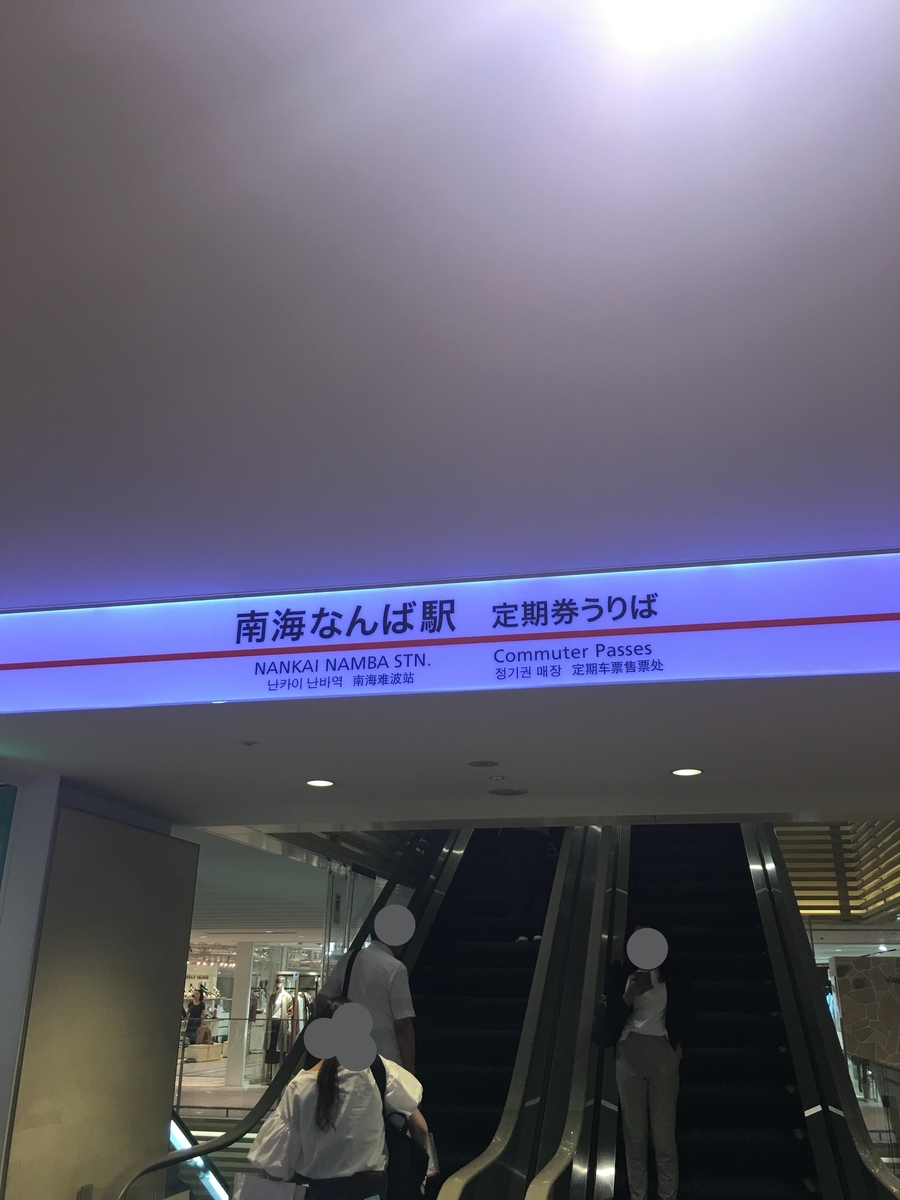 南海なんば駅 定期券うりば
NANKAI NAMBA STN. Commuter Passes
난카이 난바역 南海难波站 정기권 매장 定期车票售票处